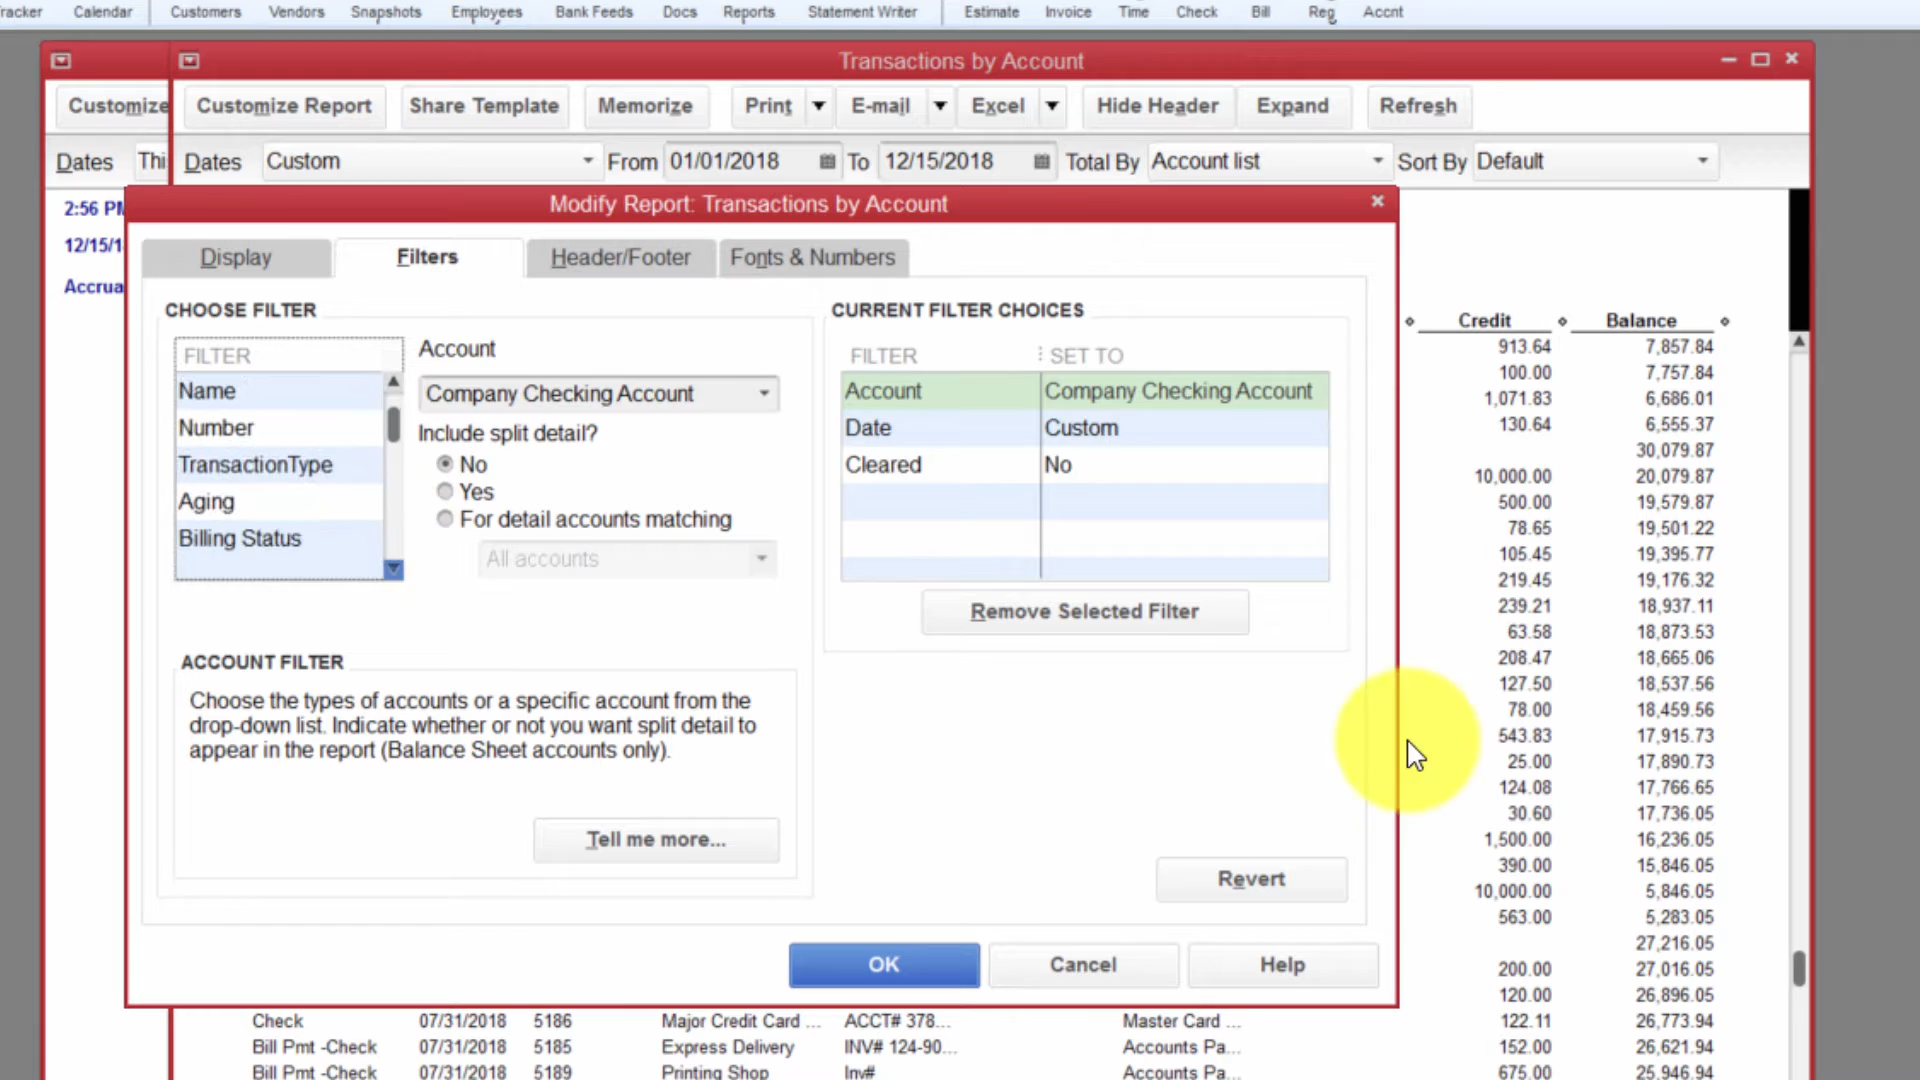 Calendar Customers Vendors Snapshots Employees Bank Feeds Docs Reports Statement Writer Estimate Invoice Time Check Bill Reg Accnt
Transactions by Account
Customize Customize Report Share Template Memorize Print E-mail Excel Hide Header Expand Refresh
Dates Thi Dates Custom From 01/01/2018 To 12/15/2018 Total By Account list Sort By Default
2:56 PM
12/15/1
Accrua
Modify Report: Transactions by Account
Display Filters Header/Footer Fonts & Numbers
CHOOSE FILTER
FILTER
Name
Number
TransactionType
Aging
Billing Status
Account
Company Checking Account
Include split detail?
No
Yes
For detail accounts matching
All accounts
ACCOUNT FILTER
Choose the types of accounts or a specific account from the
drop-down list. Indicate whether or not you want split detail to
appear in the report (Balance Sheet accounts only).
Tell me more...
CURRENT FILTER CHOICES
FILTER SET TO
Account Company Checking Account
Date Custom
Cleared No
Remove Selected Filter
Revert
OK Cancel Help
Credit Balance
913.64 7,857.84
100.00 7,757.84
1,071.83 6,686.01
130.64 6,555.37
30,079.87
10,000.00 20,079.87
500.00 19,579.87
78.65 19,501.22
105.45 19,395.77
219.45 19,176.32
239.21 18,937.11
63.58 18,873.53
208.47 18,665.06
127.50 18,537.56
78.00 18,459.56
543.83 17,915.73
25.00 17,890.73
124.08 17,766.65
30.60 17,736.05
1,500.00 16,236.05
390.00 15,846.05
10,000.00 5,846.05
563.00 5,283.05
27,216.05
200.00 27,016.05
120.00 26,896.05
Check 07/31/2018 5186 Major Credit Card ... ACCT# 378... Master Card ... 122.11 26,773.94
Bill Pmt -Check 07/31/2018 5185 Express Delivery INV# 124-90... Accounts Pa... 152.00 26,621.94
Bill Pmt -Check 07/31/2018 5189 Printing Shop Inv# Accounts Pa... 675.00 25,946.94